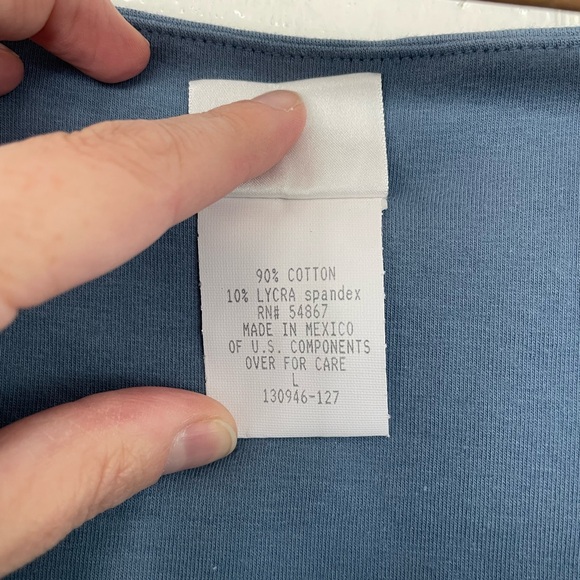 90% COTTON
10% LYCRA spandex
RN# 54867
MADE IN MEXICO
OF U.S. COMPONENTS
OVER FOR CARE
L
130946-127